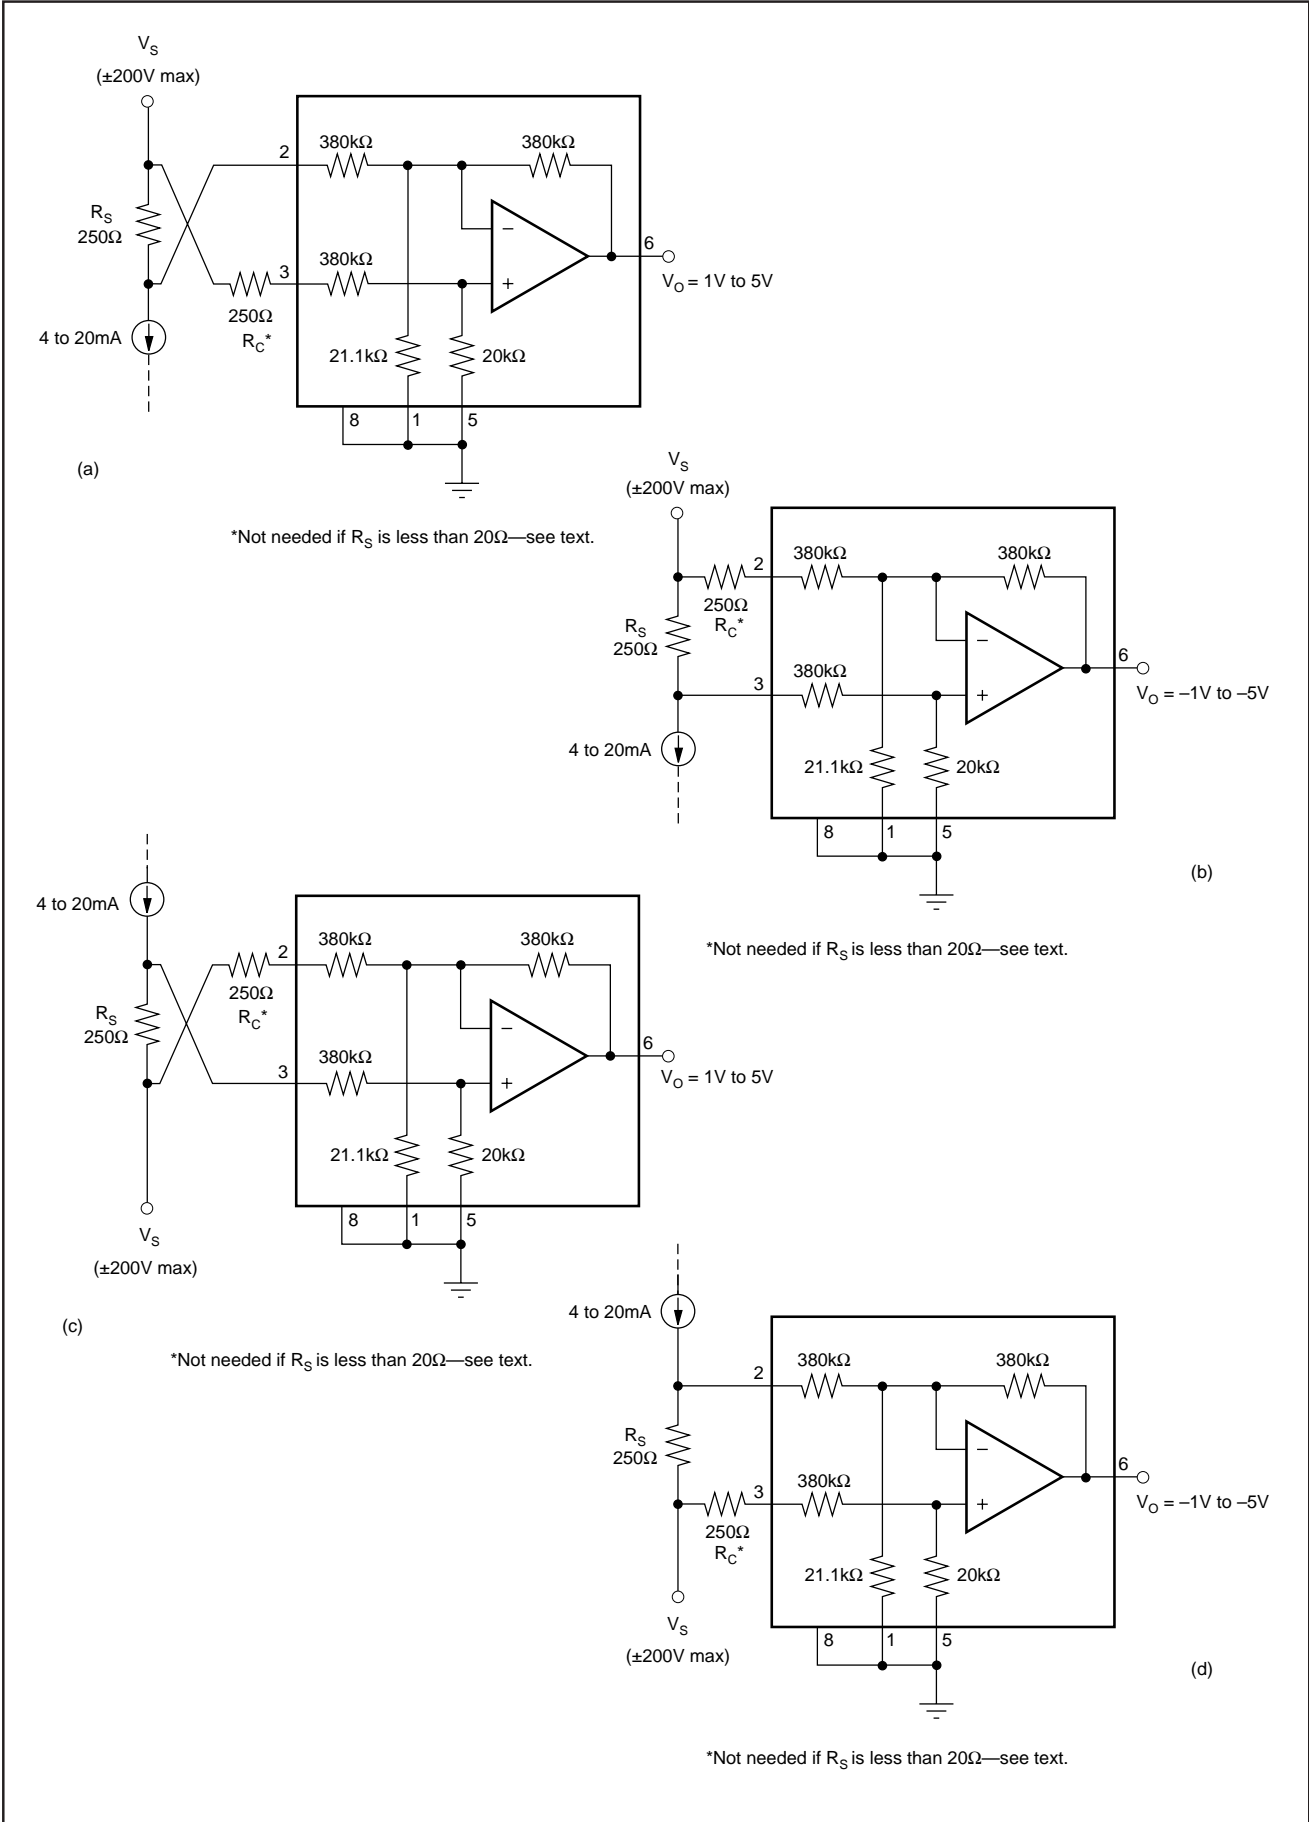 V_S
(±200V max)
380kΩ
380kΩ
2
R_S
250Ω
3
380kΩ
−
+
6
V_O = 1V to 5V
250Ω
R_C*
4 to 20mA
21.1kΩ
20kΩ
8
1
5
(a)
*Not needed if R_S is less than 20Ω—see text.
V_S
(±200V max)
2
380kΩ
380kΩ
250Ω
R_C*
R_S
250Ω
3
380kΩ
−
+
6
V_O = –1V to –5V
4 to 20mA
21.1kΩ
20kΩ
8
1
5
(b)
*Not needed if R_S is less than 20Ω—see text.
4 to 20mA
2
380kΩ
380kΩ
250Ω
R_C*
R_S
250Ω
3
380kΩ
−
+
6
V_O = 1V to 5V
21.1kΩ
20kΩ
8
1
5
V_S
(±200V max)
(c)
*Not needed if R_S is less than 20Ω—see text.
4 to 20mA
2
380kΩ
380kΩ
R_S
250Ω
3
380kΩ
−
+
6
V_O = –1V to –5V
250Ω
R_C*
21.1kΩ
20kΩ
V_S
(±200V max)
8
1
5
(d)
*Not needed if R_S is less than 20Ω—see text.